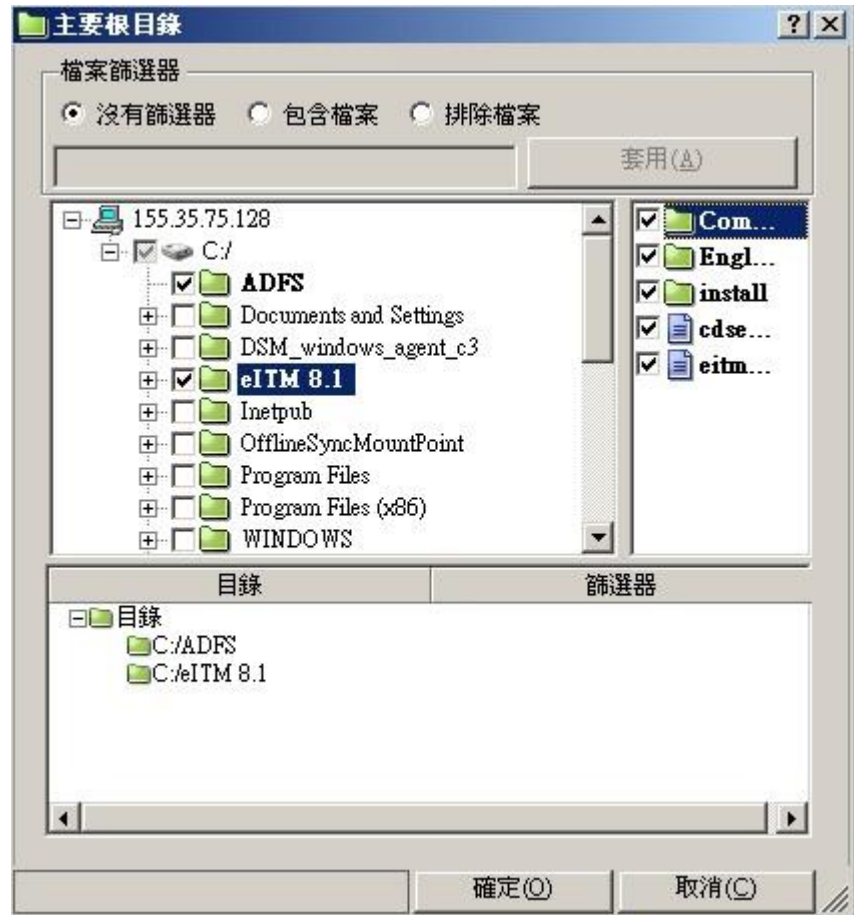 主要根目錄
檔案篩選器
沒有篩選器 包含檔案 排除檔案
套用(A)
155.35.75.128
C:/
ADFS
Documents and Settings
DSM_windows_agent_c3
eITM 8.1
Inetpub
OfflineSyncMountPoint
Program Files
Program Files (x86)
WINDOWS
Com...
Engl...
install
cdse...
eitm...
目錄 篩選器
目錄
C:/ADFS
C:/eITM 8.1
確定(O) 取消(C)